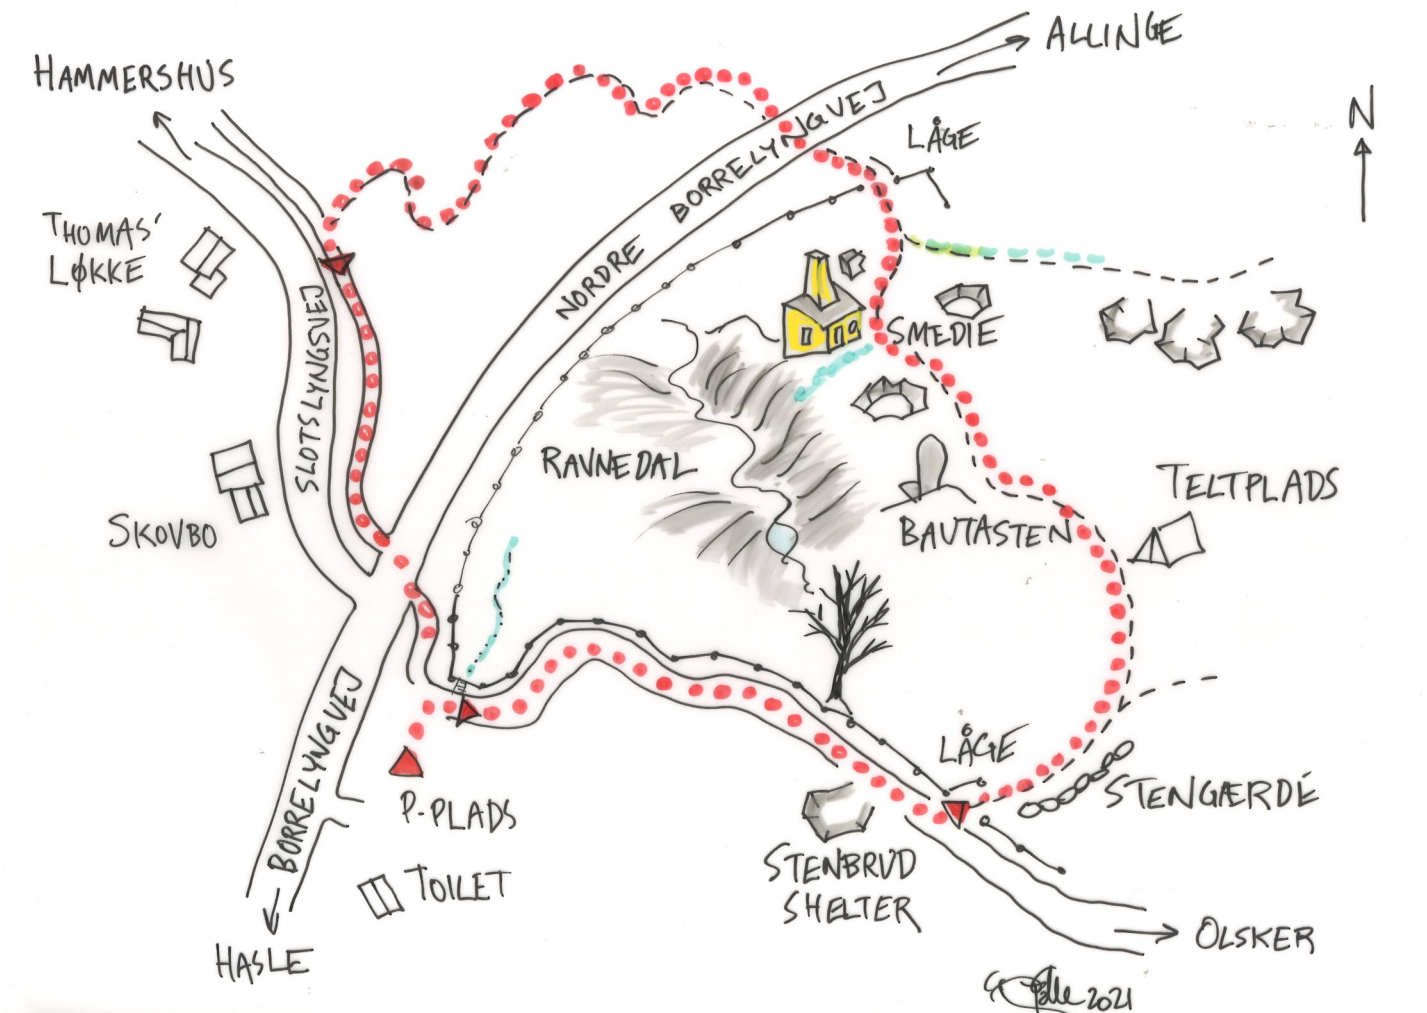 ALLINGE
HAMMERSHUS
N
LÅGE
NORDRE BORRELYNGVEJ
THOMAS'
LØKKE
SLOTSLYNGSVEJ
SMEDIE
RAVNEDAL
TELTPLADS
SKOVBO
BAUTASTEN
BORRELYNGVEJ
LÅGE
STENGÆRDE
P-PLADS
STENBRUD
SHELTER
TOILET
OLSKER
HASLE
2021